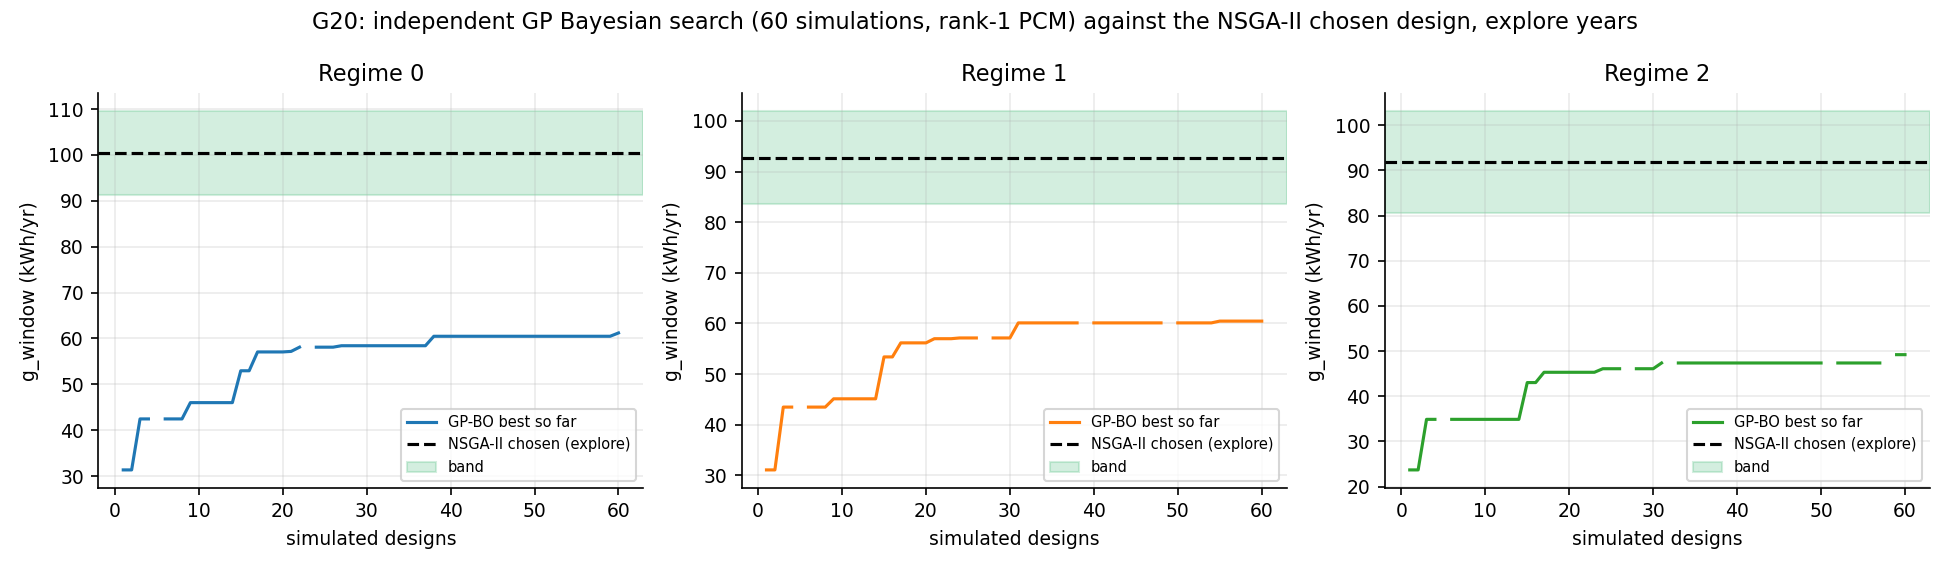 G20: independent GP Bayesian search (60 simulations, rank-1 PCM) against the NSGA-II chosen design, explore years
Regime 0
g_window (kWh/yr)
110
100
90
80
70
60
50
40
30
0 10 20 30 40 50 60
simulated designs
GP-BO best so far
NSGA-II chosen (explore)
band
Regime 1
g_window (kWh/yr)
100
90
80
70
60
50
40
30
0 10 20 30 40 50 60
simulated designs
GP-BO best so far
NSGA-II chosen (explore)
band
Regime 2
g_window (kWh/yr)
100
90
80
70
60
50
40
30
20
0 10 20 30 40 50 60
simulated designs
GP-BO best so far
NSGA-II chosen (explore)
band